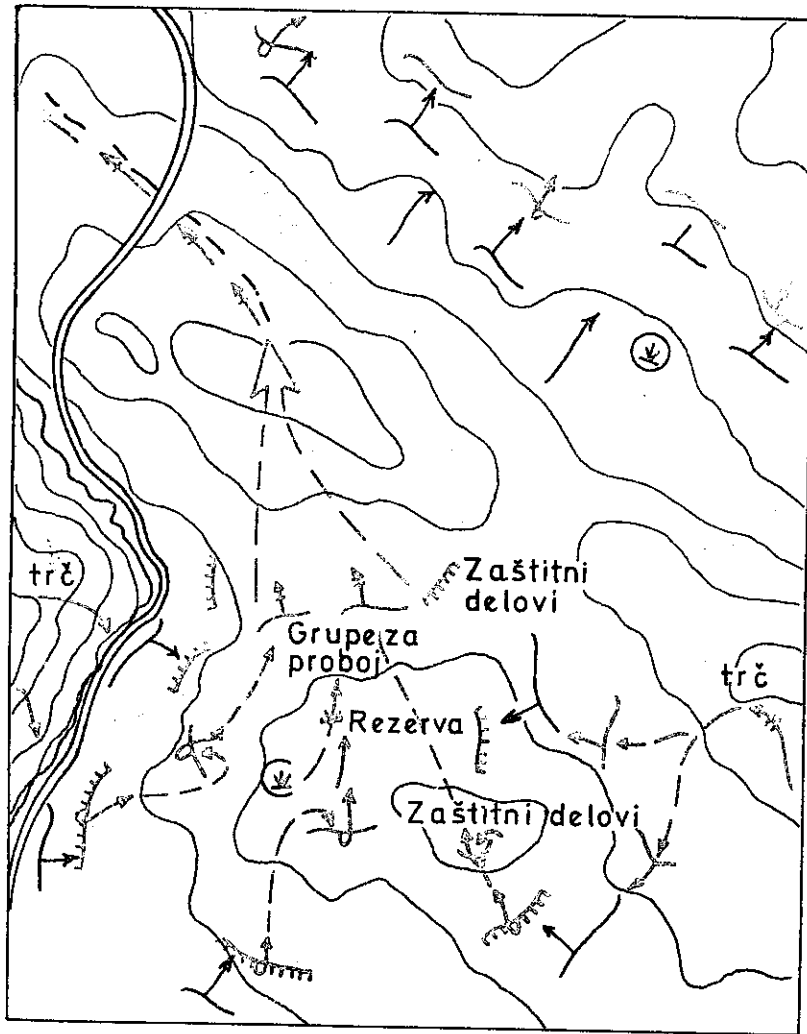 trč
Zaštitni
delovi
Grupe za
proboj
trč
Rezerva
Zaštitni delovi